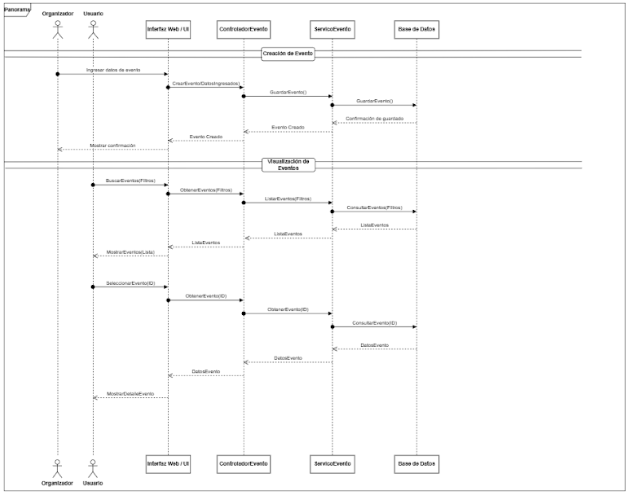 Panorama
Organizador
Usuario
Interfaz Web / UI
ControladorEvento
ServicioEvento
Base de Datos
Creación de Evento
Ingresar datos de evento
CrearEvento(DatosIngresados)
GuardarEvento()
GuardarEvento()
Confirmación de guardado
Evento Creado
Evento Creado
Mostrar confirmación
Visualización de
Eventos
BuscarEventos(Filtros)
ObtenerEventos(Filtros)
ListarEventos(Filtros)
ConsultarEventos(Filtros)
ListaEventos
ListaEventos
ListaEventos
MostrarEventos(Lista)
SeleccionarEvento(ID)
ObtenerEvento(ID)
ObtenerEvento(ID)
ConsultarEvento(ID)
DatosEvento
DatosEvento
DatosEvento
MostrarDetalleEvento
Organizador
Usuario
Interfaz Web / UI
ControladorEvento
ServicioEvento
Base de Datos